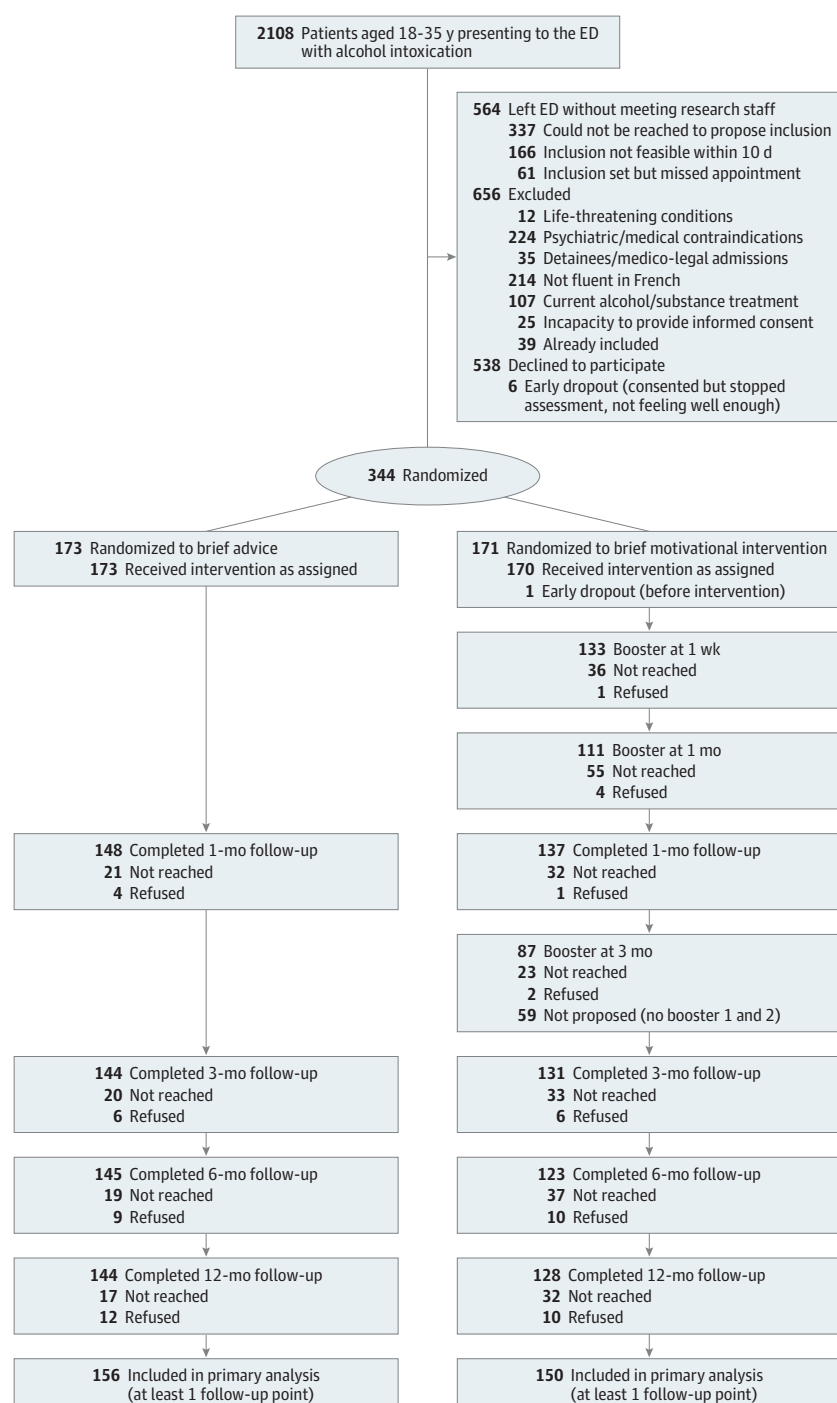 2108 Patients aged 18-35 y presenting to the ED
with alcohol intoxication
564 Left ED without meeting research staff
337 Could not be reached to propose inclusion
166 Inclusion not feasible within 10 d
61 Inclusion set but missed appointment
656 Excluded
12 Life-threatening conditions
224 Psychiatric/medical contraindications
35 Detainees/medico-legal admissions
214 Not fluent in French
107 Current alcohol/substance treatment
25 Incapacity to provide informed consent
39 Already included
538 Declined to participate
6 Early dropout (consented but stopped
assessment, not feeling well enough)
344 Randomized
173 Randomized to brief advice
173 Received intervention as assigned
171 Randomized to brief motivational intervention
170 Received intervention as assigned
1 Early dropout (before intervention)
133 Booster at 1 wk
36 Not reached
1 Refused
111 Booster at 1 mo
55 Not reached
4 Refused
148 Completed 1-mo follow-up
21 Not reached
4 Refused
137 Completed 1-mo follow-up
32 Not reached
1 Refused
87 Booster at 3 mo
23 Not reached
2 Refused
59 Not proposed (no booster 1 and 2)
144 Completed 3-mo follow-up
20 Not reached
6 Refused
131 Completed 3-mo follow-up
33 Not reached
6 Refused
145 Completed 6-mo follow-up
19 Not reached
9 Refused
123 Completed 6-mo follow-up
37 Not reached
10 Refused
144 Completed 12-mo follow-up
17 Not reached
12 Refused
128 Completed 12-mo follow-up
32 Not reached
10 Refused
156 Included in primary analysis
(at least 1 follow-up point)
150 Included in primary analysis
(at least 1 follow-up point)